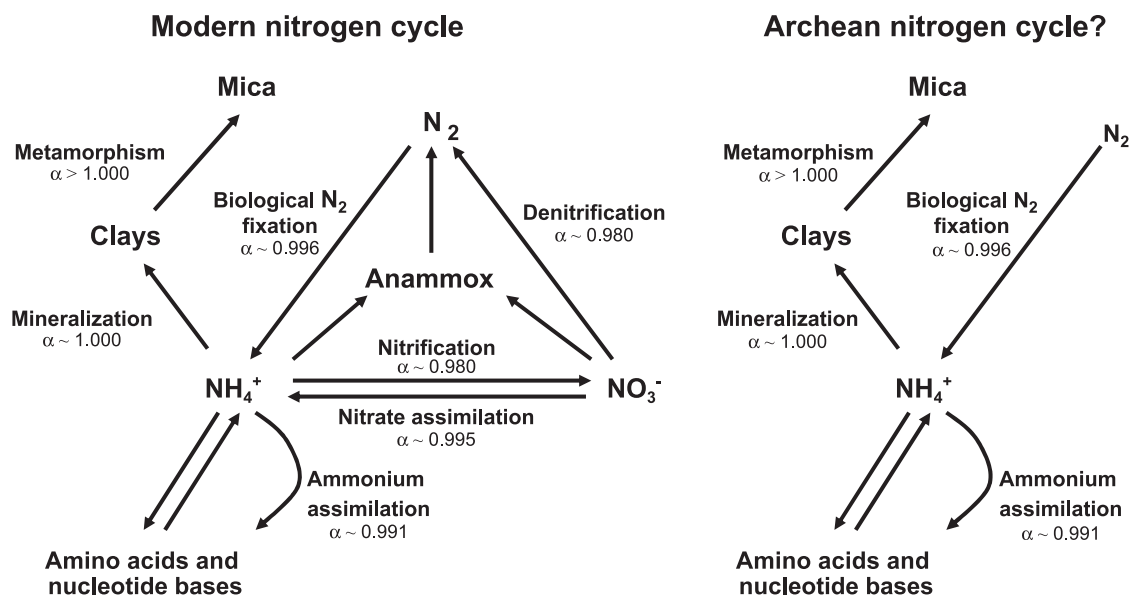 Modern nitrogen cycle
Mica
N 2
Metamorphism
α > 1.000
Biological N2
fixation
α ~ 0.996
Denitrification
α ~ 0.980
Clays
Anammox
Mineralization
α ~ 1.000
Nitrification
α ~ 0.980
NH4+
NO3-
Nitrate assimilation
α ~ 0.995
Ammonium
assimilation
α ~ 0.991
Amino acids and
nucleotide bases
Archean nitrogen cycle?
Mica
N2
Metamorphism
α > 1.000
Biological N2
fixation
α ~ 0.996
Clays
Mineralization
α ~ 1.000
NH4+
Ammonium
assimilation
α ~ 0.991
Amino acids and
nucleotide bases